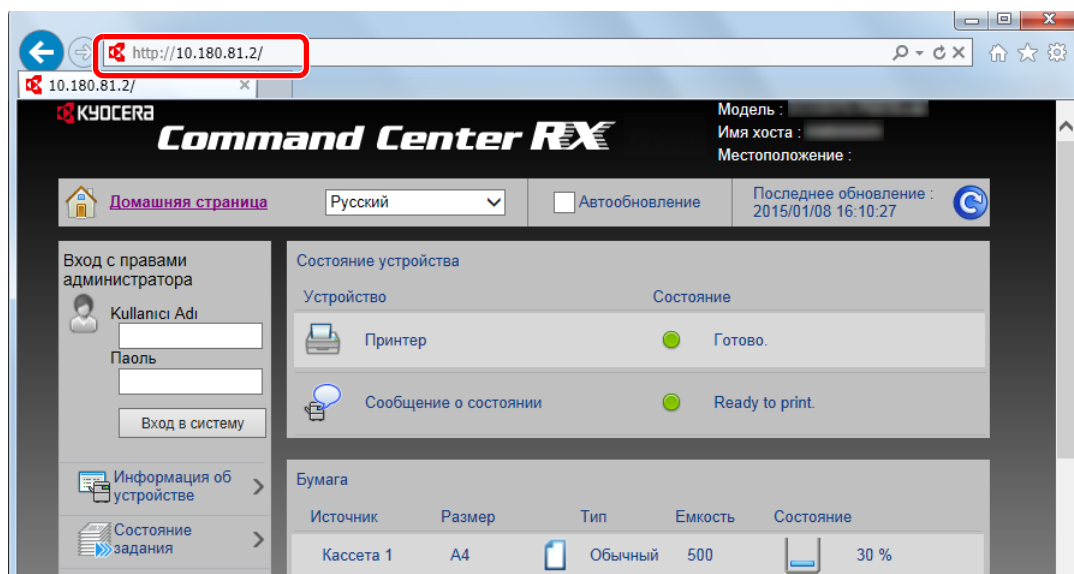 http://10.180.81.2/
10.180.81.2/
KYOCERA
Command Center RX
Модель :
Имя хоста :
Местоположение :
Домашняя страница
Русский
Автообновление
Последнее обновление :
2015/01/08 16:10:27
Вход с правами
администратора
Kullanıcı Adı
Паоль
Вход в систему
Информация об
устройстве
Состояние
задания
Состояние устройства
Устройство Состояние
Принтер Готово.
Сообщение о состоянии Ready to print.
Бумага
Источник Размер Тип Емкость Состояние
Кассета 1 A4 Обычный 500 30 %